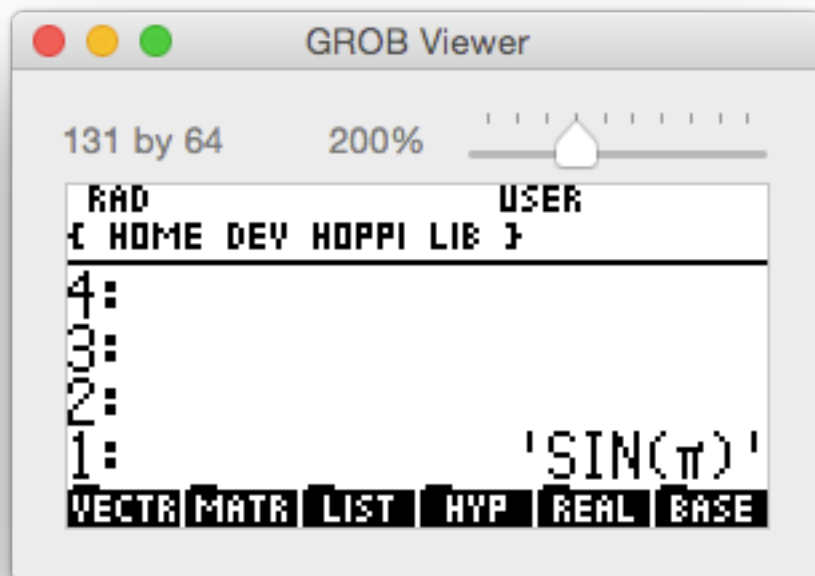 GROB Viewer
131 by 64 200%
RAD USER
{ HOME DEV HOPPI LIB }
4:
3:
2:
1: 'SIN(π)'
VECTR MATR LIST HYP REAL BASE